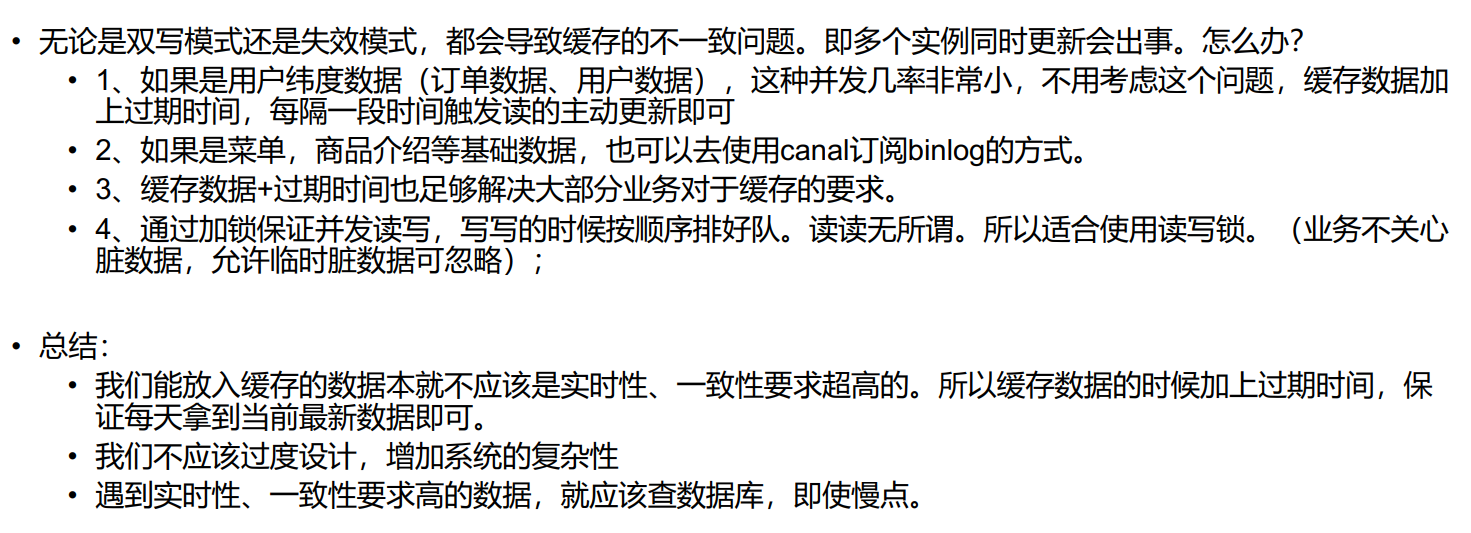 • 无论是双写模式还是失效模式，都会导致缓存的不一致问题。即多个实例同时更新会出事。怎么办？
• 1、如果是用户纬度数据（订单数据、用户数据），这种并发几率非常小，不用考虑这个问题，缓存数据加
上过期时间，每隔一段时间触发读的主动更新即可
• 2、如果是菜单，商品介绍等基础数据，也可以去使用canal订阅binlog的方式。
• 3、缓存数据+过期时间也足够解决大部分业务对于缓存的要求。
• 4、通过加锁保证并发读写，写写的时候按顺序排好队。读读无所谓。所以适合使用读写锁。（业务不关心
脏数据，允许临时脏数据可忽略）；
• 总结：
• 我们能放入缓存的数据本就不应该是实时性、一致性要求超高的。所以缓存数据的时候加上过期时间，保
证每天拿到当前最新数据即可。
• 我们不应该过度设计，增加系统的复杂性
• 遇到实时性、一致性要求高的数据，就应该查数据库，即使慢点。